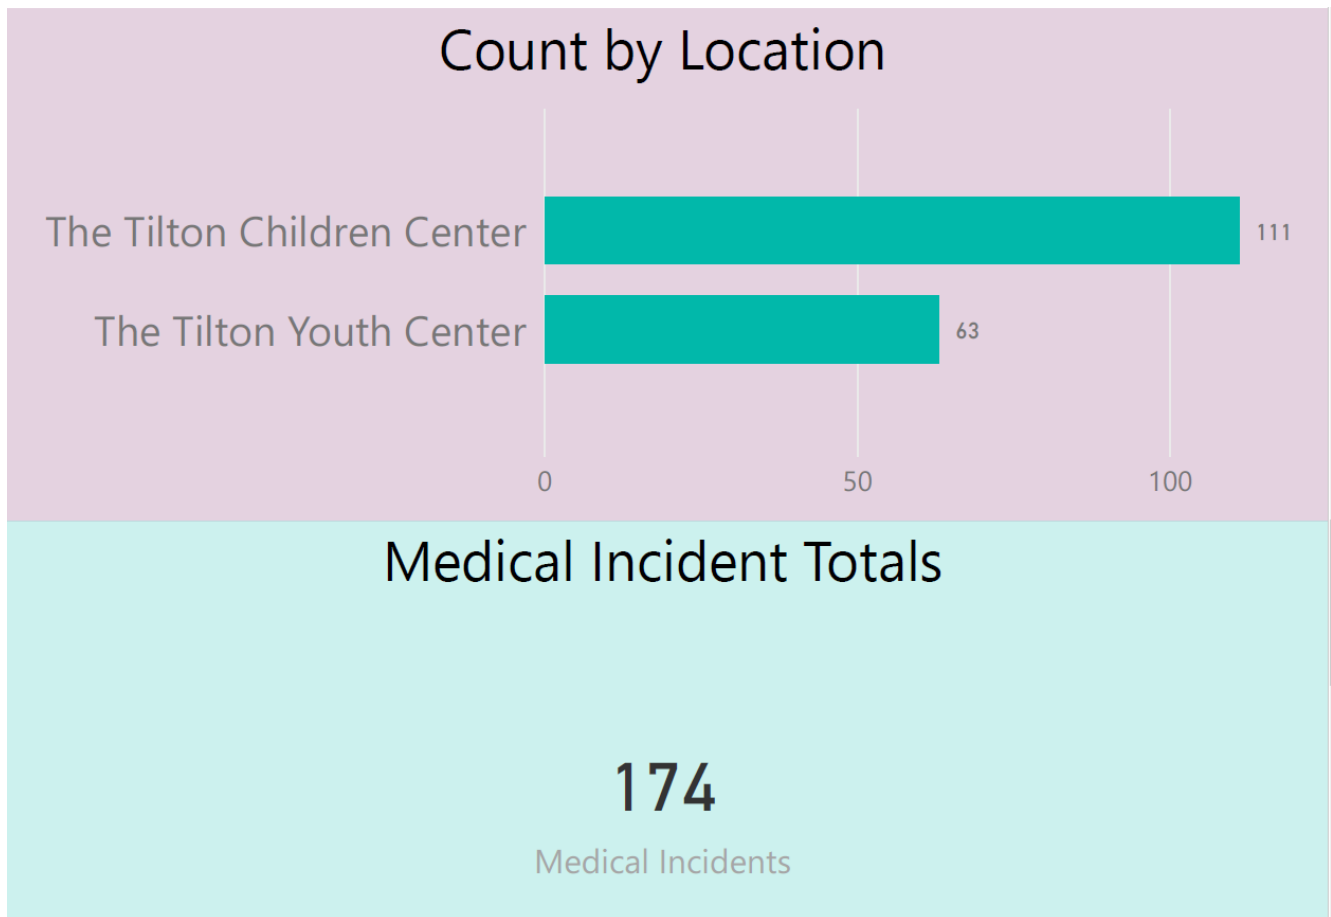 Count by Location
The Tilton Children Center
111
The Tilton Youth Center
63
0 50 100
Medical Incident Totals
174
Medical Incidents